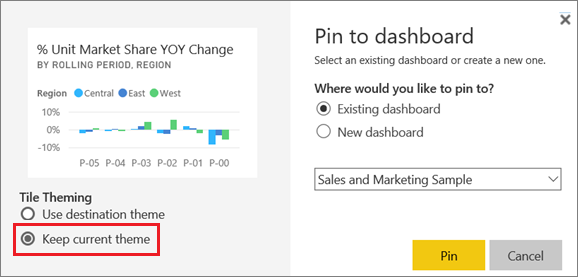 % Unit Market Share YOY Change
BY ROLLING PERIOD, REGION
Region Central East West
10%
0%
-10%
P-05 P-04 P-03 P-02 P-01 P-00
Tile Theming
Use destination theme
Keep current theme
Pin to dashboard
Select an existing dashboard or create a new one.
Where would you like to pin to?
Existing dashboard
New dashboard
Sales and Marketing Sample
Pin Cancel